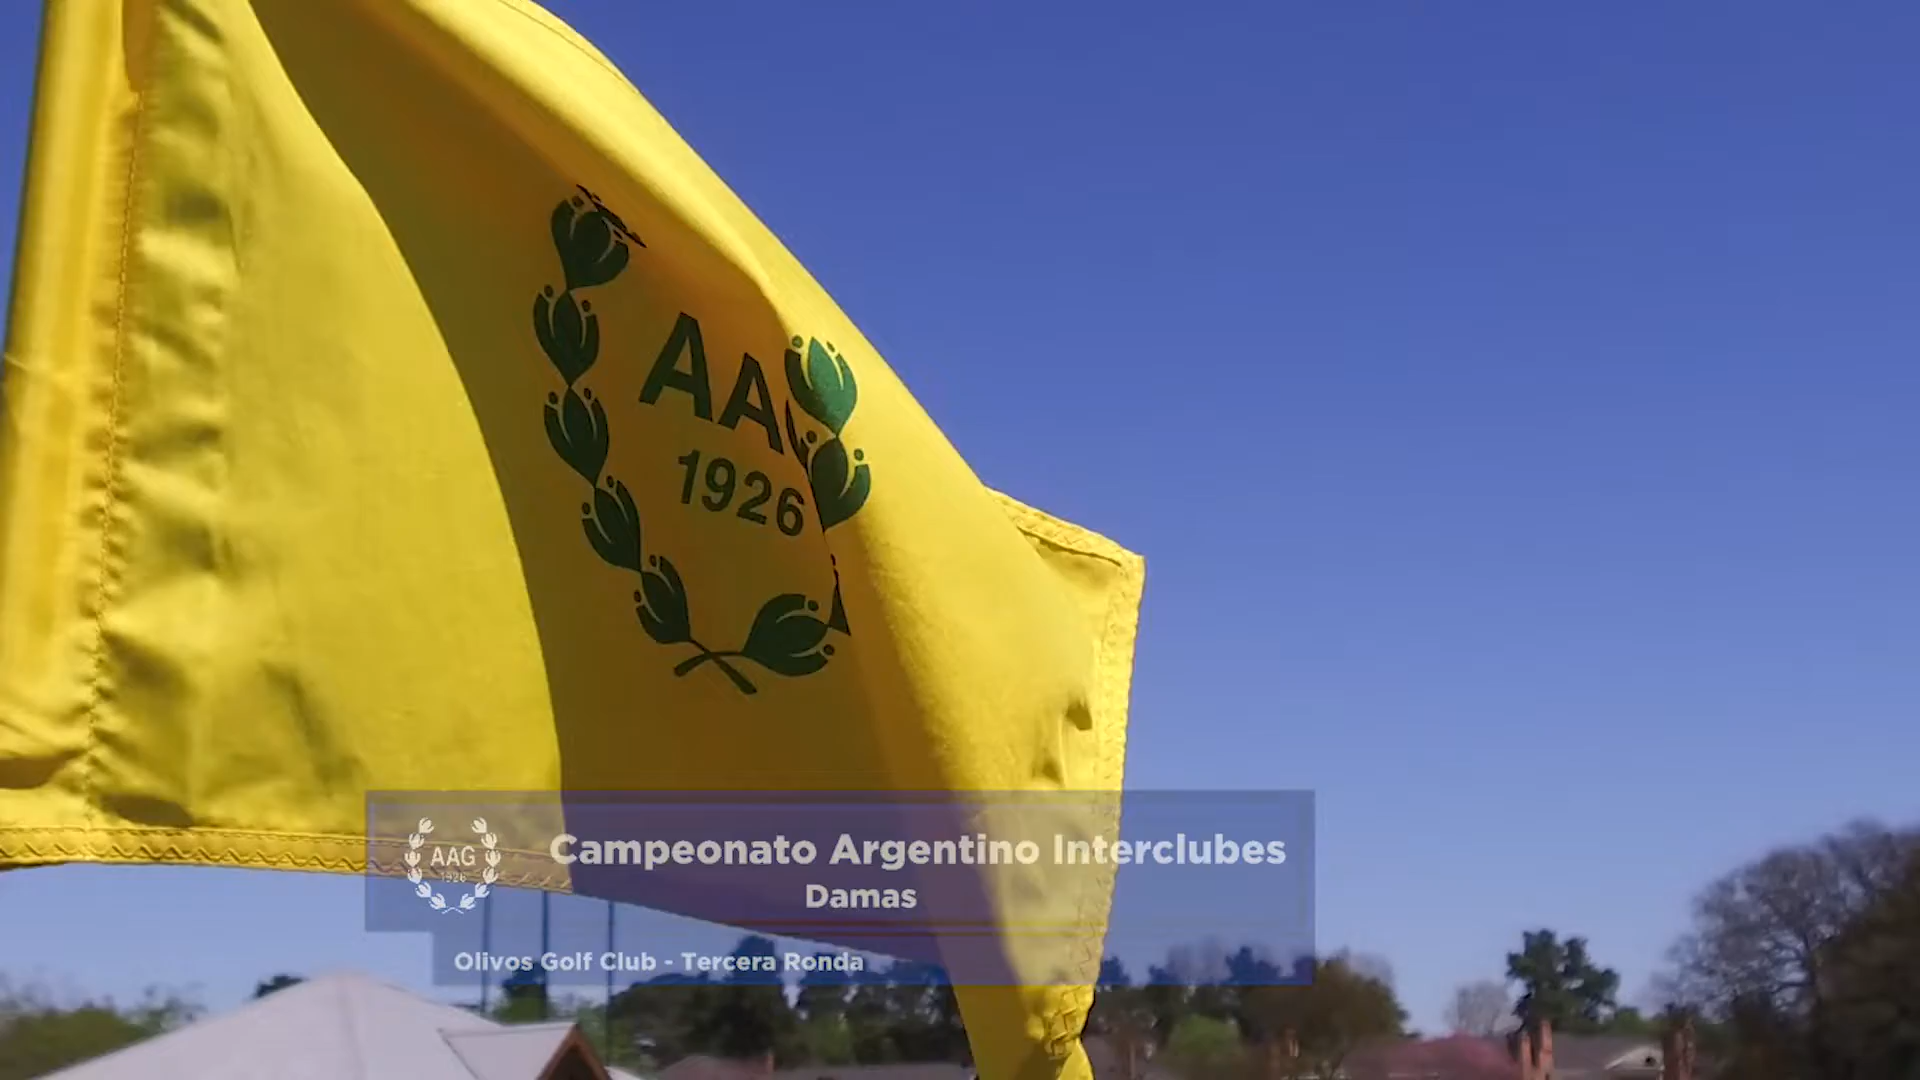 AA
1926
AAG
1926
Campeonato Argentino Interclubes
Damas
Olivos Golf Club - Tercera Ronda